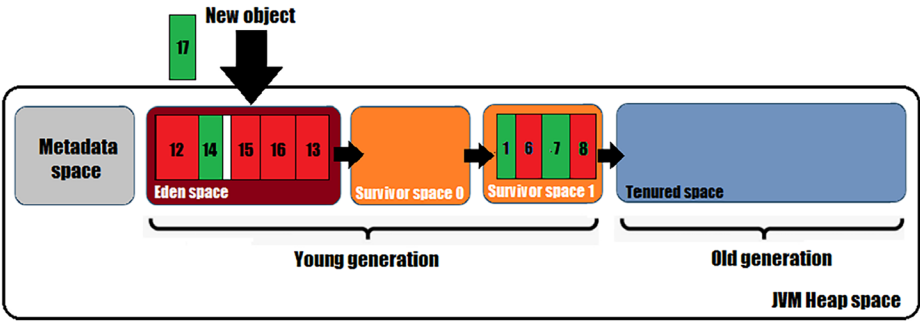 New object
17
Metadata
space
12 14 15 16 13
Eden space
Survivor space 0
1 6 7 8
Survivor space 1
Tenured space
Young generation
Old generation
JVM Heap space